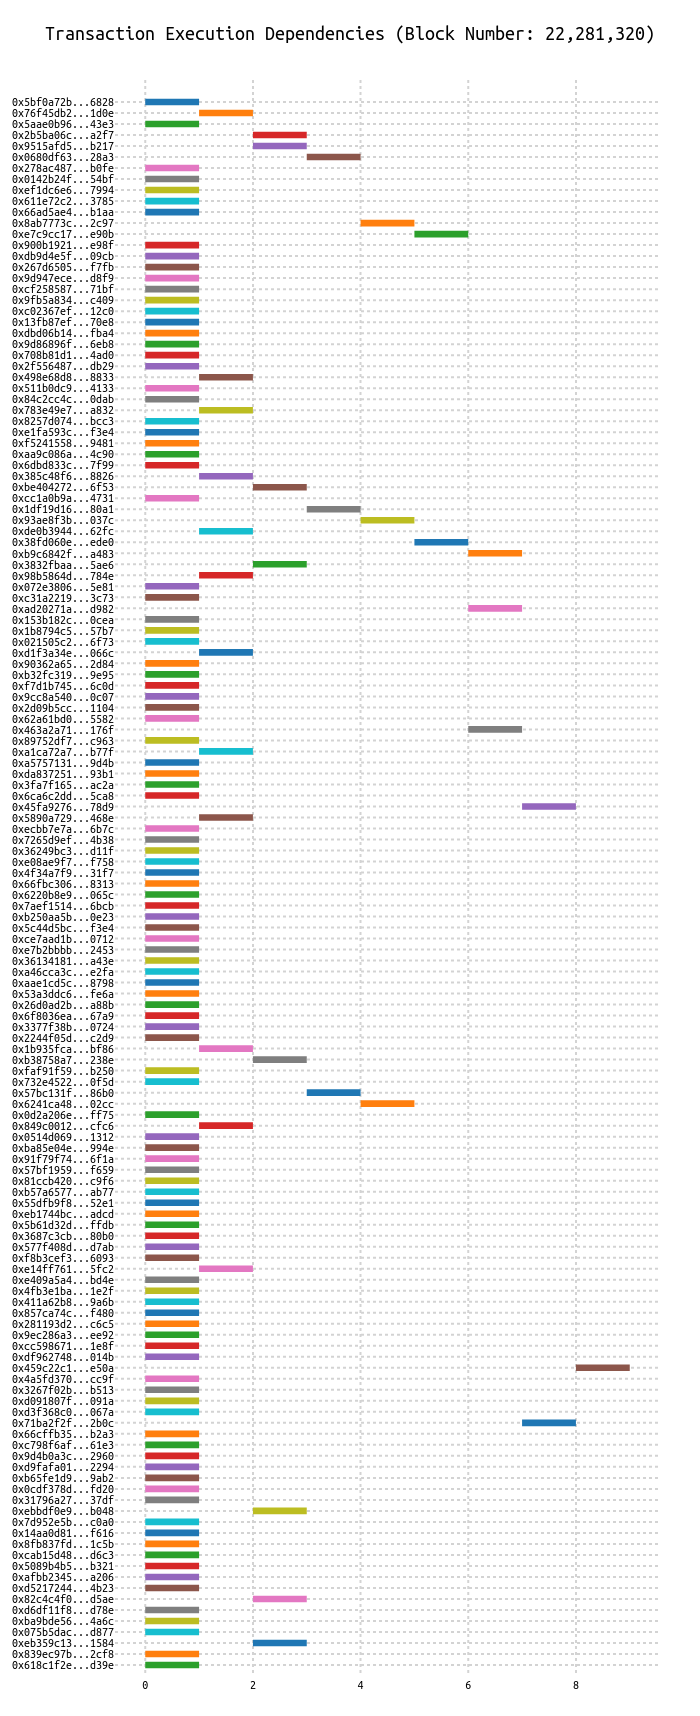 Transaction Execution Dependencies (Block Number: 22,281,320)
0x5bf0a72b...6828
0x76f45db2...1d0e
0x5aae0b96...43e3
0x2b5ba06c...a2f7
0x9515afd5...b217
0x0680df63...28a3
0x278ac487...b0fe
0x0142b24f...54bf
0xef1dc6e6...7994
0x611e72c2...3785
0x66ad5ae4...b1aa
0x8ab7773c...2c97
0xe7c9cc17...e90b
0x900b1921...e98f
0xdb9d4e5f...09cb
0x267d6505...f7fb
0x9d947ece...d8f9
0xcf258587...71bf
0x9fb5a834...c409
0xc02367ef...12c0
0x13fb87ef...70e8
0xdbd06b14...fba4
0x9d86896f...6eb8
0x708b81d1...4ad0
0x2f556487...db29
0x498e68d8...8833
0x511b0dc9...4133
0x84c2cc4c...0dab
0x783e49e7...a832
0x8257d074...bcc3
0xe1fa593c...f3e4
0xf5241558...9481
0xaa9c086a...4c90
0x6dbd833c...7f99
0x385c48f6...8826
0xbe404272...6f53
0xcc1a0b9a...4731
0x1df19d16...80a1
0x93ae8f3b...037c
0xde0b3944...62fc
0x38fd060e...ede0
0xb9c6842f...a483
0x3832fbaa...5ae6
0x98b5864d...784e
0x072e3806...5e81
0xc31a2219...3c73
0xad20271a...d982
0x153b182c...0cea
0x1b8794c5...57b7
0x021505c2...6f73
0xd1f3a34e...066c
0x90362a65...2d84
0xb32fc319...9e95
0xf7d1b745...6c0d
0x9cc8a540...0c07
0x2d09b5cc...1104
0x62a61bd0...5582
0x463a2a71...176f
0x89752df7...c963
0xa1ca72a7...b77f
0xa5757131...9d4b
0xda837251...93b1
0x3fa7f165...ac2a
0x6ca6c2dd...5ca8
0x45fa9276...78d9
0x5890a729...468e
0xecbb7e7a...6b7c
0x7265d9ef...4b38
0x36249bc3...d11f
0xe08ae9f7...f758
0x4f34a7f9...31f7
0x66fbc306...8313
0x6220b8e9...065c
0x7aef1514...6bcb
0xb250aa5b...0e23
0x5c44d5bc...f3e4
0xce7aad1b...0712
0xe7b2bbbb...2453
0x36134181...a43e
0xa46cca3c...e2fa
0xaae1cd5c...8798
0x53a3ddc6...fe6a
0x26d0ad2b...a88b
0x6f8036ea...67a9
0x3377f38b...0724
0x2244f05d...c2d9
0x1b935fca...bf86
0xb38758a7...238e
0xfaf91f59...b250
0x732e4522...0f5d
0x57bc131f...86b0
0x6241ca48...02cc
0x0d2a206e...ff75
0x849c0012...cfc6
0x0514d069...1312
0xba85e04e...994e
0x91f79f74...6f1a
0x57bf1959...f659
0x81ccb420...c9f6
0xb57a6577...ab77
0x55dfb9f8...52e1
0xeb1744bc...adcd
0x5b61d32d...ffdb
0x3687c3cb...80b0
0x577f408d...d7ab
0xf8b3cef3...6093
0xe14ff761...5fc2
0xe409a5a4...bd4e
0x4fb3e1ba...1e2f
0x411a62b8...9a6b
0x857ca74c...f480
0x281193d2...c6c5
0x9ec286a3...ee92
0xcc598671...1e8f
0xdf962748...014b
0x459c22c1...e50a
0x4a5fd370...cc9f
0x3267f02b...b513
0xd091807f...091a
0xd3f368c0...067a
0x71ba2f2f...2b0c
0x66cffb35...b2a3
0xc798f6af...61e3
0x9d4b0a3c...2960
0xd9fafa01...2294
0xb65fe1d9...9ab2
0x0cdf378d...fd20
0x31796a27...37df
0xebbdf0e9...b048
0x7d952e5b...c0a0
0x14aa0d81...f616
0x8fb837fd...1c5b
0xcab15d48...d6c3
0x5089b4b5...b321
0xafbb2345...a206
0xd5217244...4b23
0x82c4c4f0...d5ae
0xd6df11f8...d78e
0xba9bde56...4a6c
0x075b5dac...d877
0xeb359c13...1584
0x839ec97b...2cf8
0x618c1f2e...d39e
0 2 4 6 8